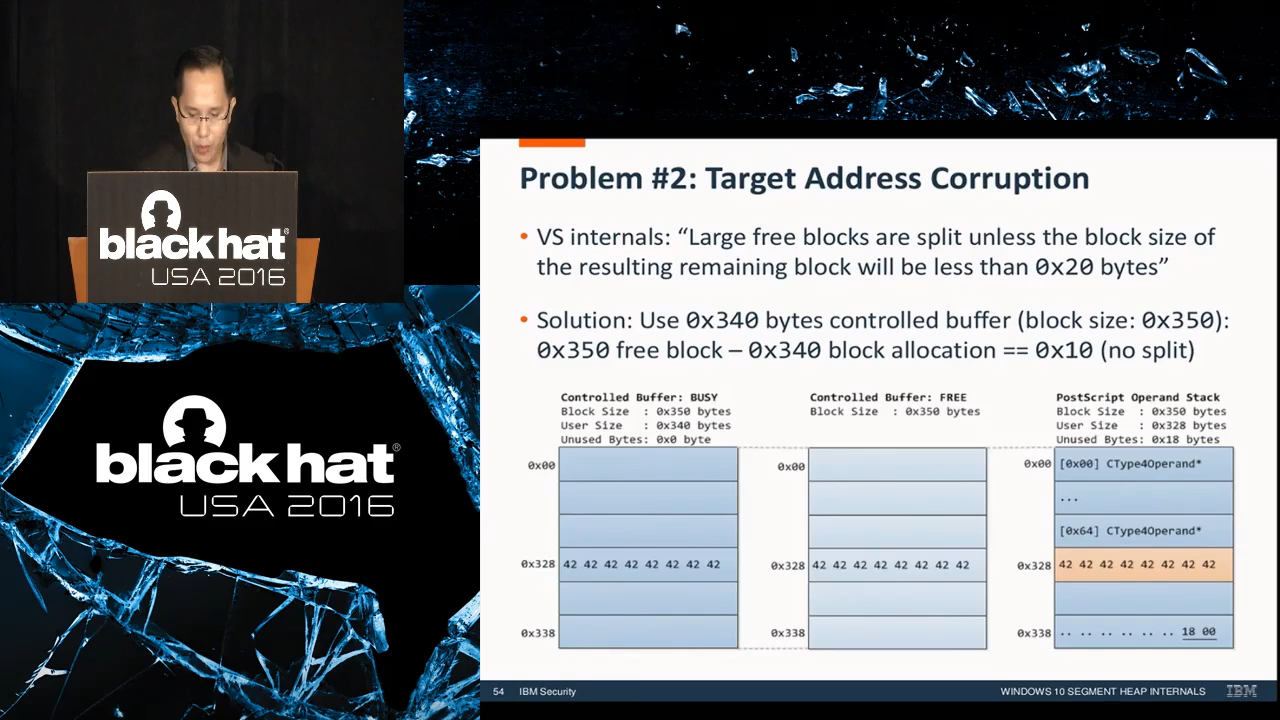 black hat®
USA 2016
black hat®
USA 2016
Problem #2: Target Address Corruption
• VS internals: “Large free blocks are split unless the block size of
the resulting remaining block will be less than 0x20 bytes”
• Solution: Use 0x340 bytes controlled buffer (block size: 0x350):
0x350 free block – 0x340 block allocation == 0x10 (no split)
Controlled Buffer: BUSY
Block Size : 0x350 bytes
User Size : 0x340 bytes
Unused Bytes: 0x0 byte
0x00
0x328 42 42 42 42 42 42 42 42
0x338
Controlled Buffer: FREE
Block Size : 0x350 bytes
0x00
0x328 42 42 42 42 42 42 42 42
0x338
PostScript Operand Stack
Block Size : 0x350 bytes
User Size : 0x328 bytes
Unused Bytes: 0x18 bytes
0x00 [0x00] CType4Operand*
...
[0x64] CType4Operand*
0x328 42 42 42 42 42 42 42 42
0x338 .. .. .. .. .. .. 18 00
54 IBM Security WINDOWS 10 SEGMENT HEAP INTERNALS IBM